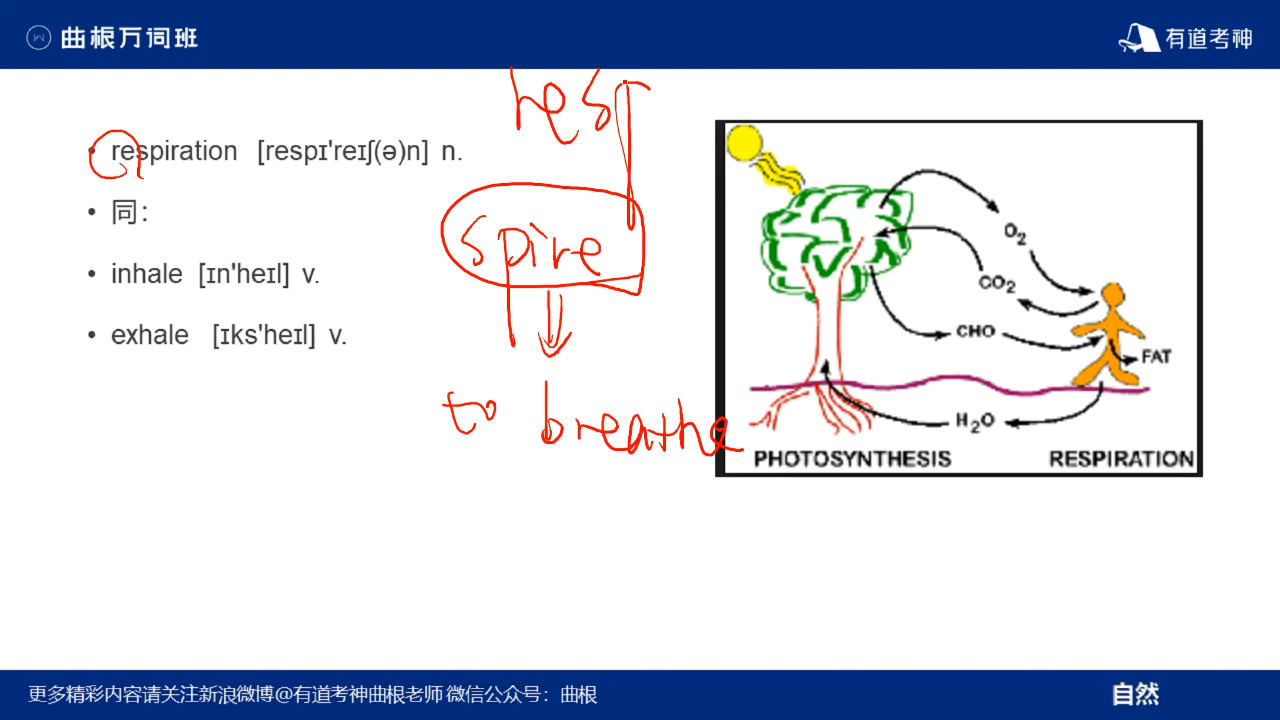 曲根万词班
有道考神
resp
• respiration [respɪ'reɪʃ(ə)n] n.
• 同:
spire
• inhale [ɪn'heɪl] v.
• exhale [ɪks'heɪl] v.
to breathe
O2
CO2
CHO
FAT
H2O
PHOTOSYNTHESIS
RESPIRATION
更多精彩内容请关注新浪微博@有道考神曲根老师 微信公众号：曲根
自然